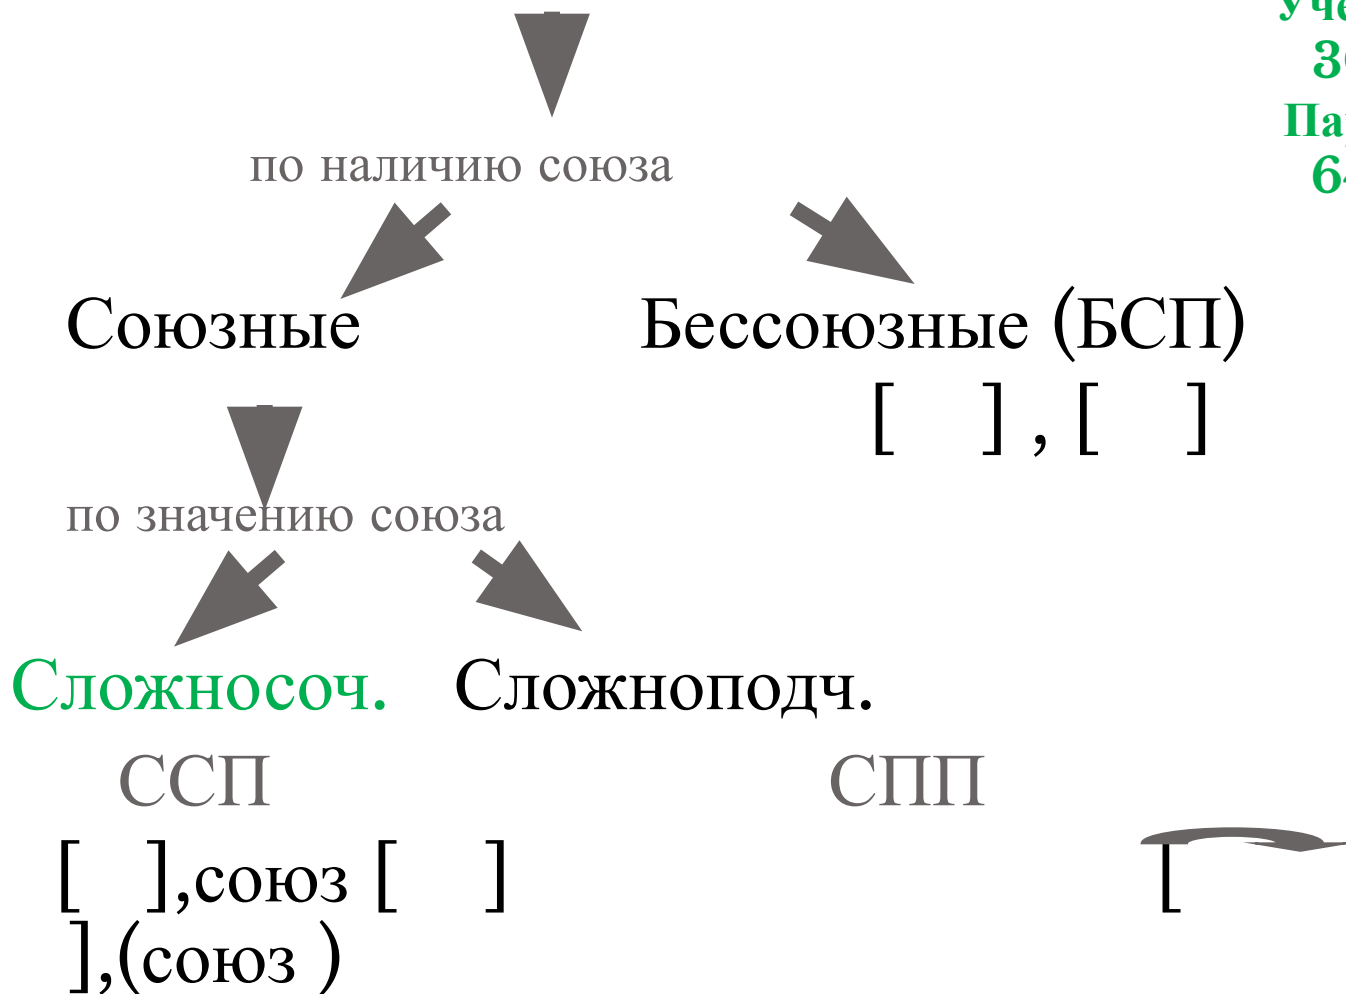 по наличию союза
Союзные Бессоюзные (БСП)
[ ] , [ ]
по значению союза
Сложносоч. Сложноподч.
ССП СПП
[ ],союз [ ] [
],(союз )